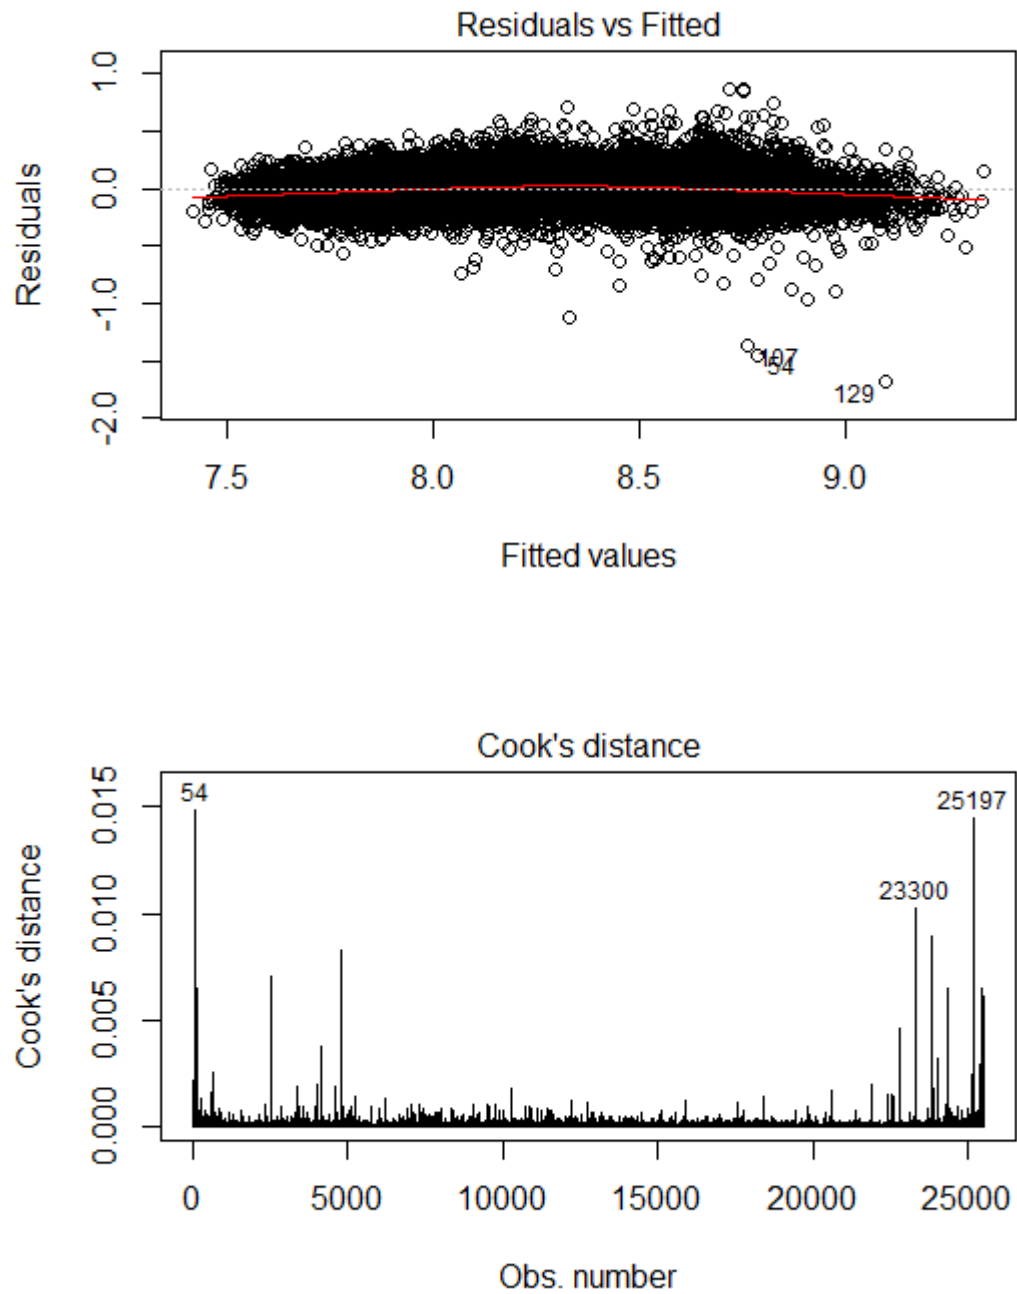 Residuals vs Fitted
Residuals
1.0
0.0
-1.0
-2.0
107
54
129
7.5 8.0 8.5 9.0
Fitted values
Cook's distance
Cook's distance
0.015
0.010
0.005
0.000
54
25197
23300
0 5000 10000 15000 20000 25000
Obs. number